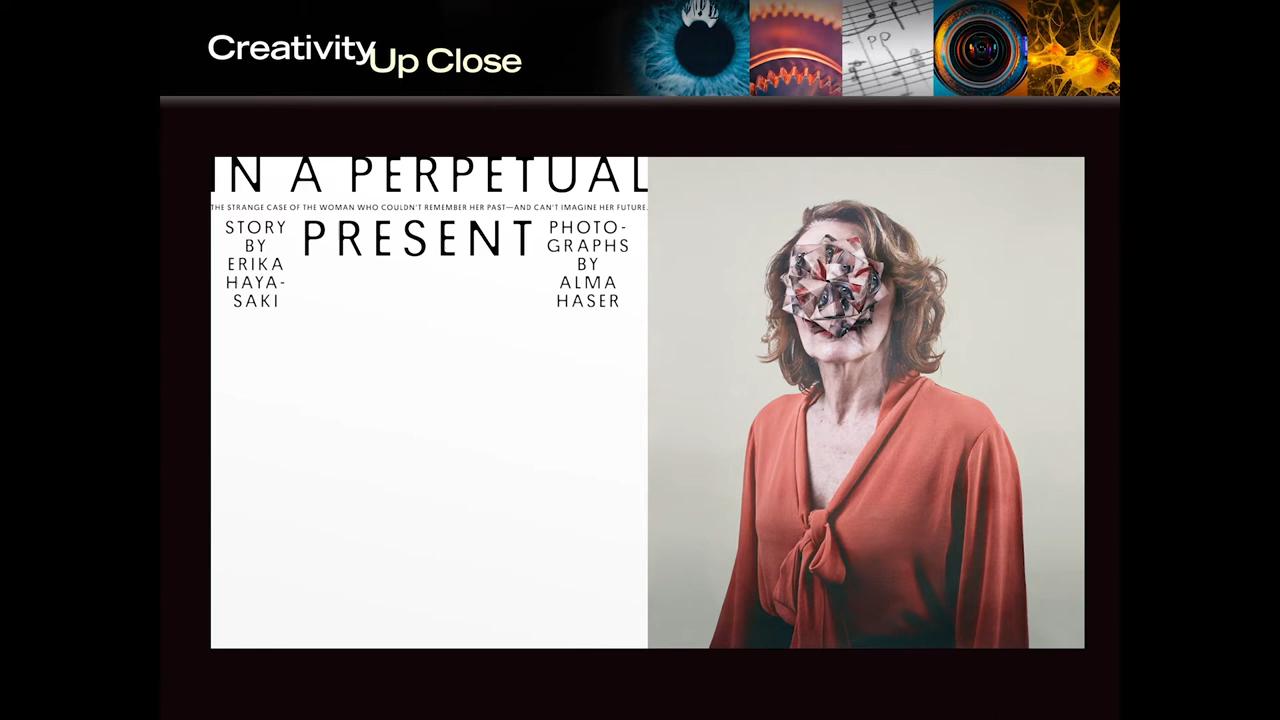 Creativity Up Close
pp
IN A PERPETUAL
THE STRANGE CASE OF THE WOMAN WHO COULDN'T REMEMBER HER PAST—AND CAN'T IMAGINE HER FUTURE.
PRESENT
STORY
BY
ERIKA
HAYA-
SAKI
PHOTO-
GRAPHS
BY
ALMA
HASER